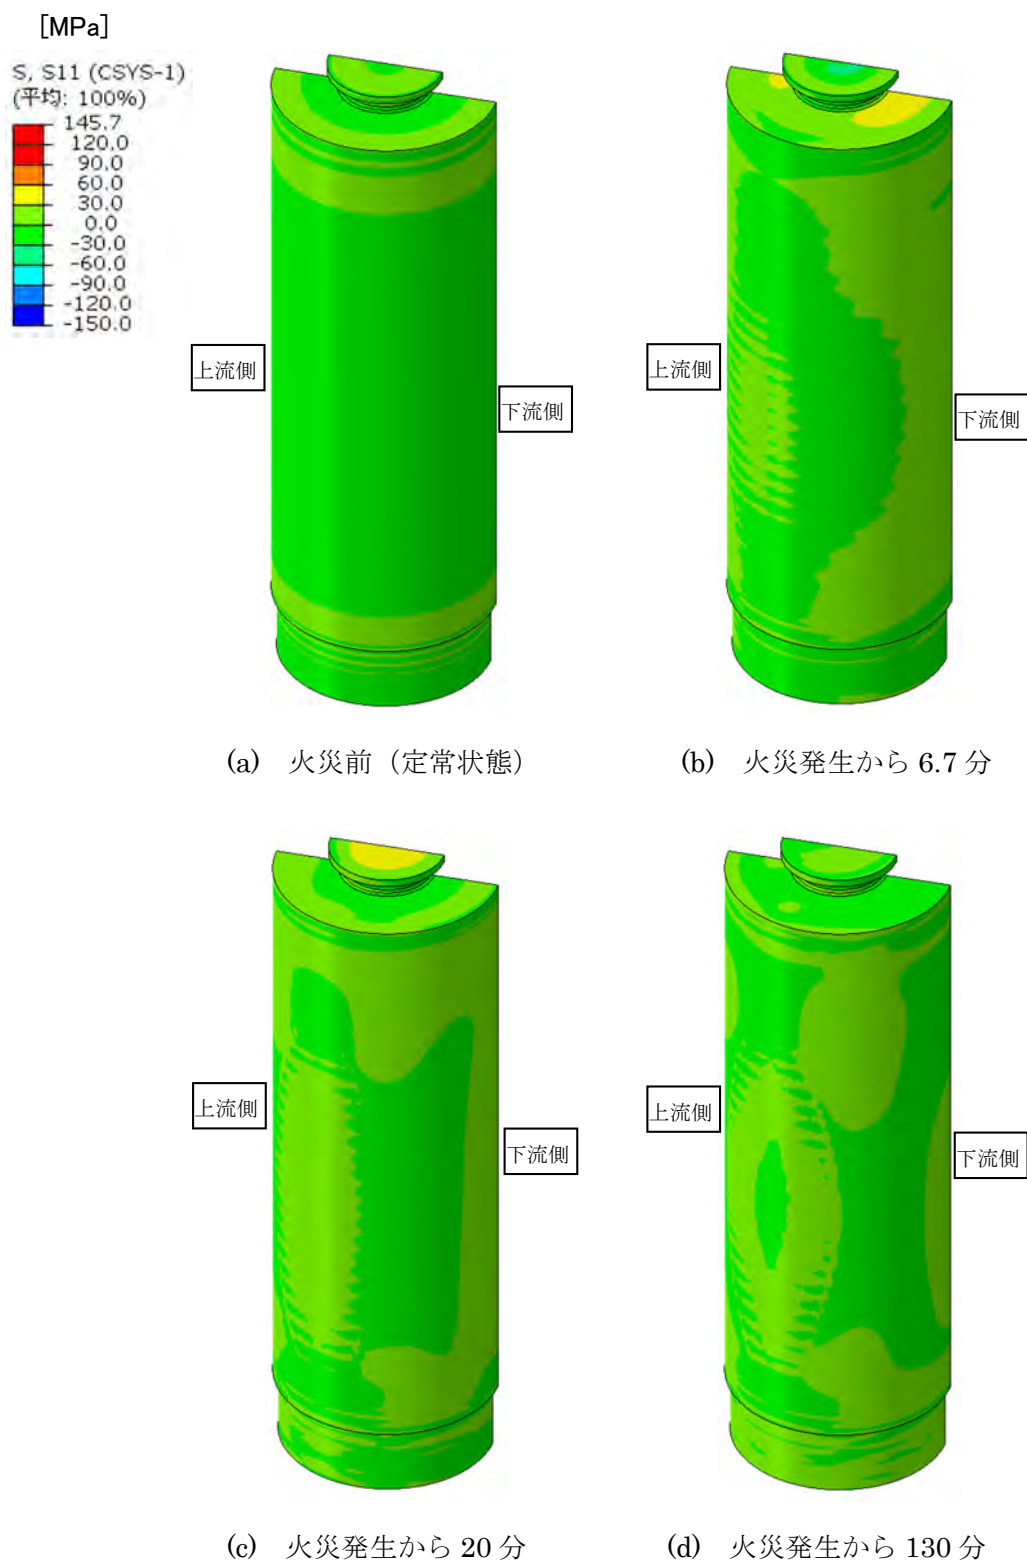 [MPa]
S, S11 (CSYS-1)
(平均: 100%)
145.7
120.0
90.0
60.0
30.0
0.0
-30.0
-60.0
-90.0
-120.0
-150.0
上流側
下流側
上流側
下流側
(a) 火災前（定常状態）
(b) 火災発生から 6.7 分
上流側
下流側
上流側
下流側
(c) 火災発生から 20 分
(d) 火災発生から 130 分